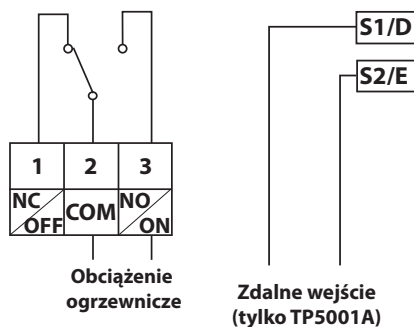 S1/D
S2/E
1 2 3
NC OFF COM NO ON
Obciążenie
ogrzewnicze
Zdalne wejście
(tylko TP5001A)